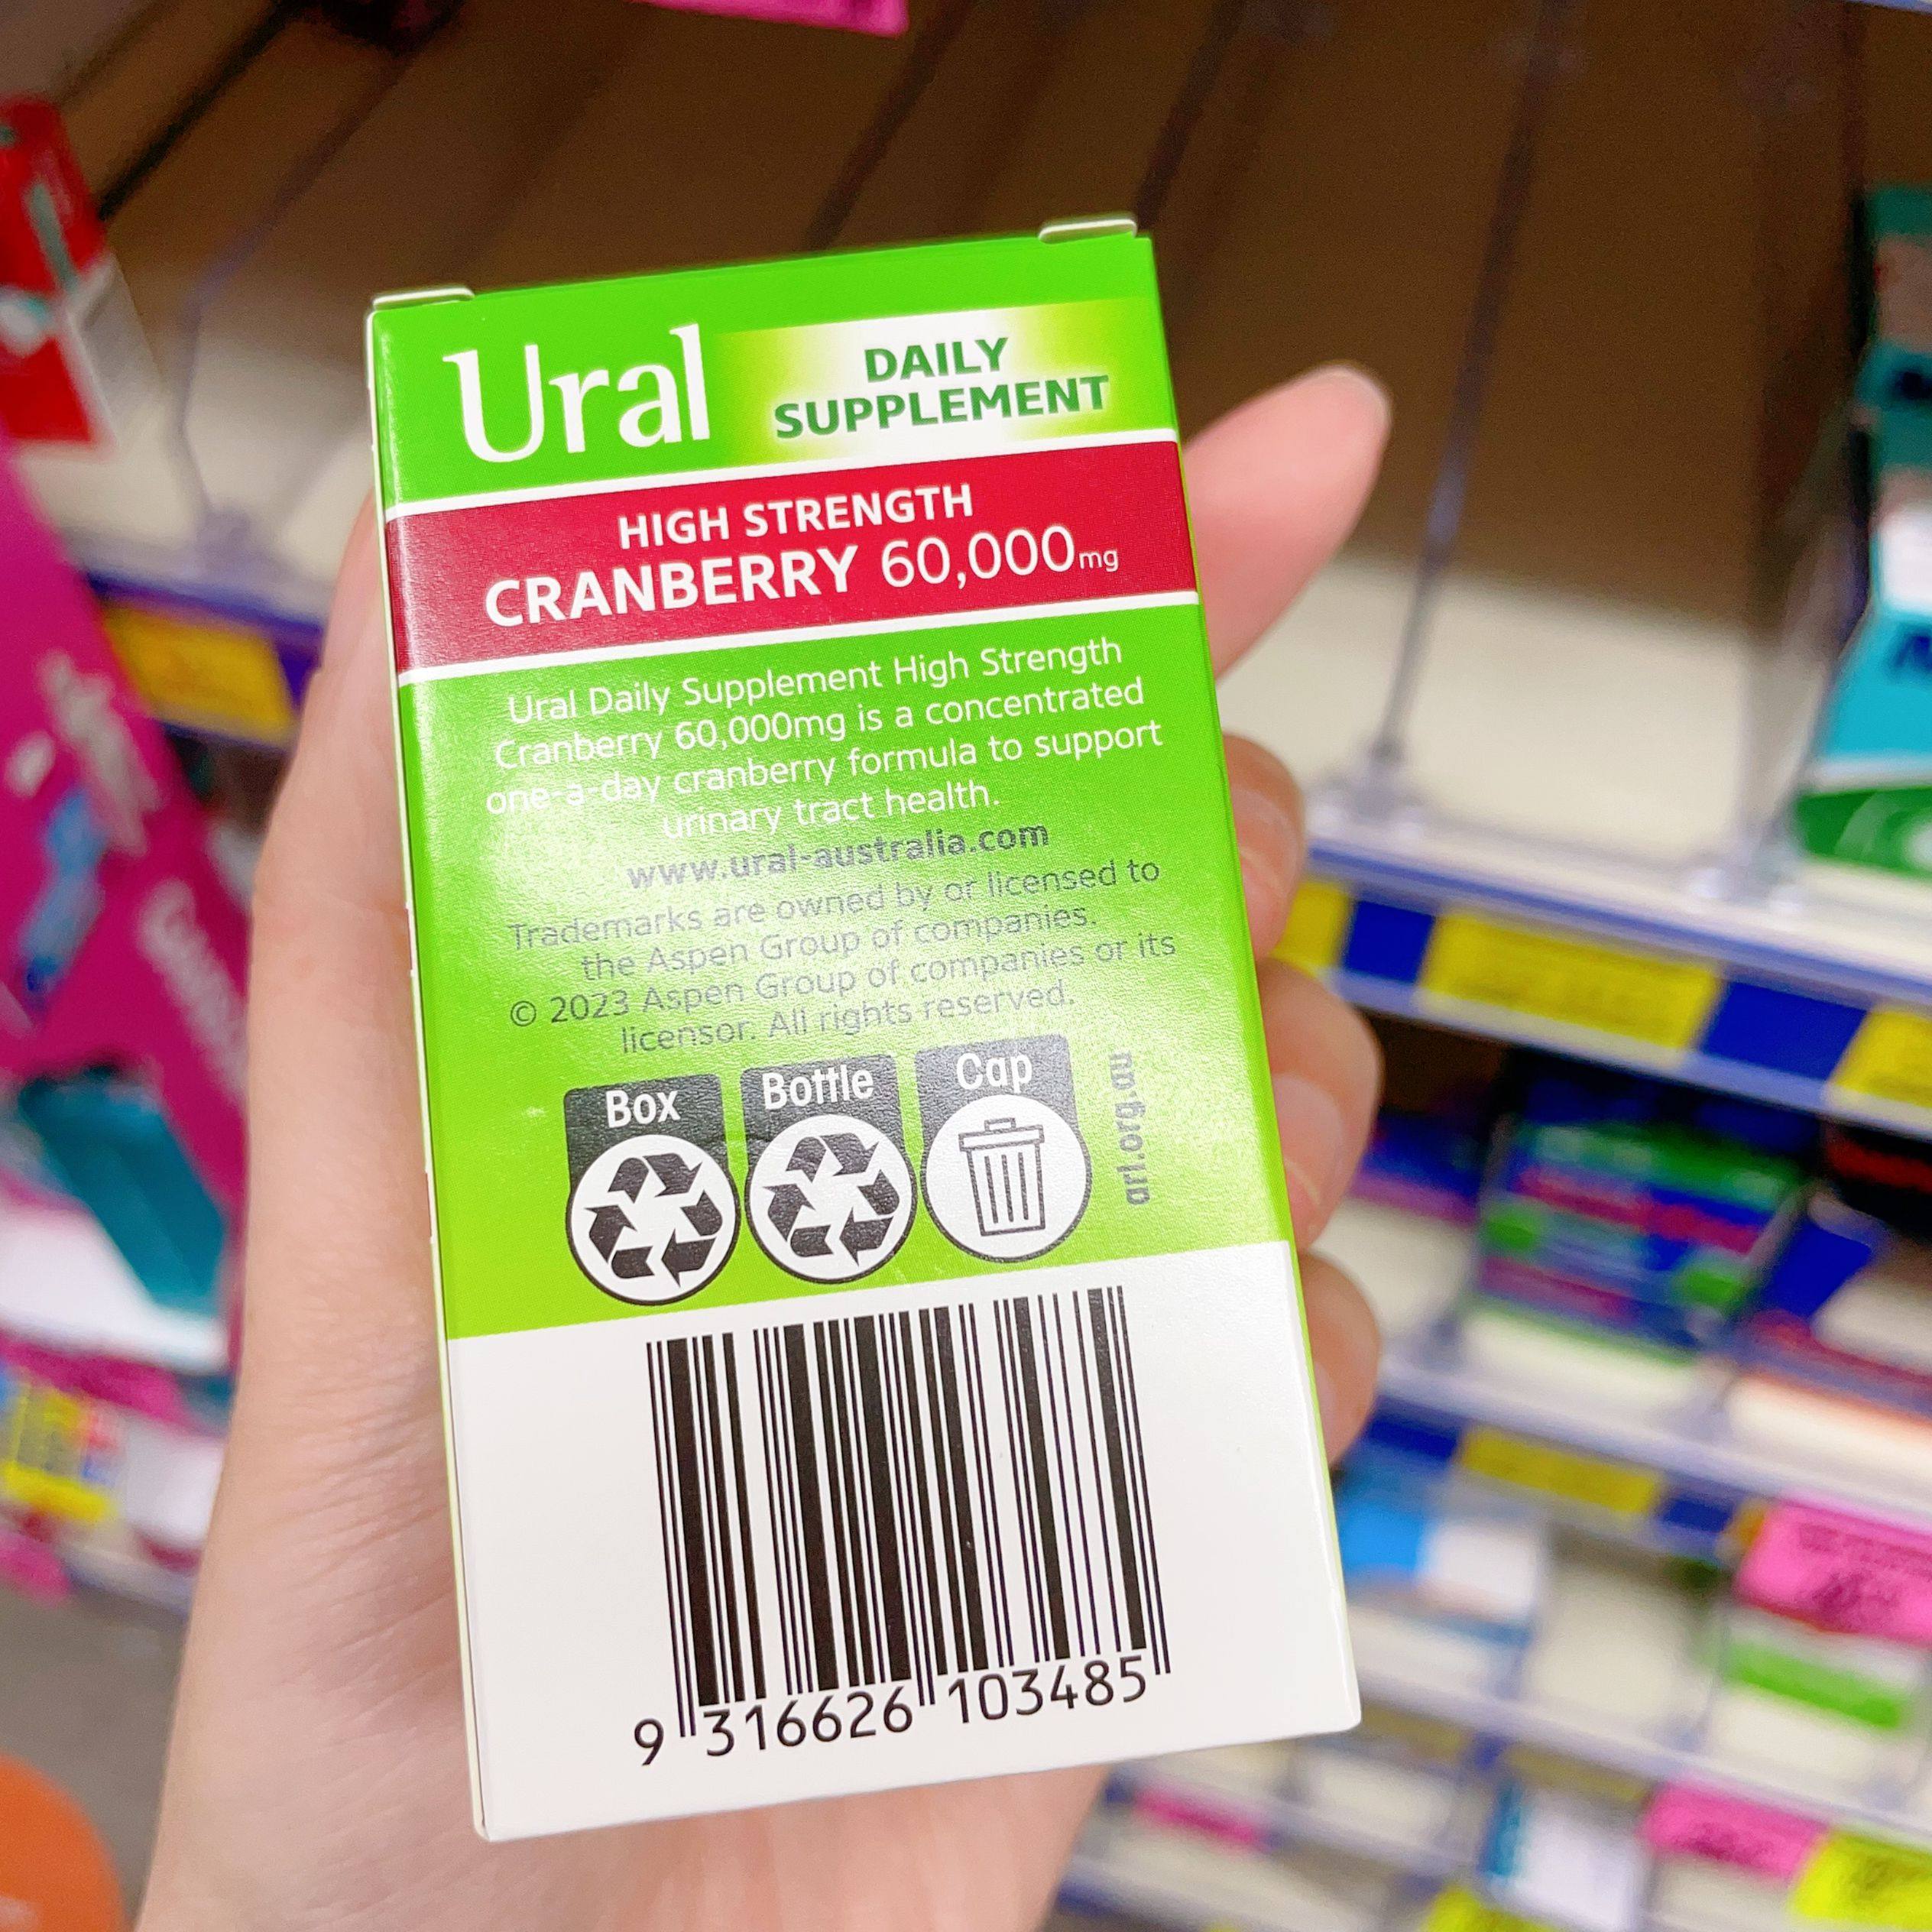 Ural
DAILY
SUPPLEMENT
HIGH STRENGTH
CRANBERRY 60,000mg
Ural Daily Supplement High Strength
Cranberry 60,000mg is a concentrated
one-a-day cranberry formula to support
urinary tract health.
www.ural-australia.com
Trademarks are owned by or licensed to
the Aspen Group of companies.
© 2023 Aspen Group of companies or its
licensor. All rights reserved.
Box
Bottle
Cap
arl.org.au
9 316626 103485